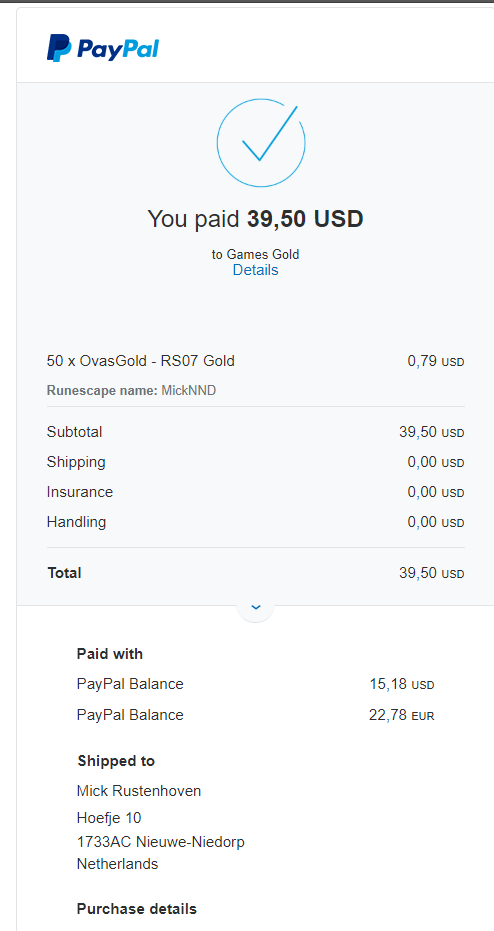 PayPal
You paid 39,50 USD
to Games Gold
Details
50 x OvasGold - RS07 Gold 0,79 USD
Runescape name: MickNND
Subtotal 39,50 USD
Shipping 0,00 USD
Insurance 0,00 USD
Handling 0,00 USD
Total 39,50 USD
Paid with
PayPal Balance 15,18 USD
PayPal Balance 22,78 EUR
Shipped to
Mick Rustenhoven
Hoefje 10
1733AC Nieuwe-Niedorp
Netherlands
Purchase details